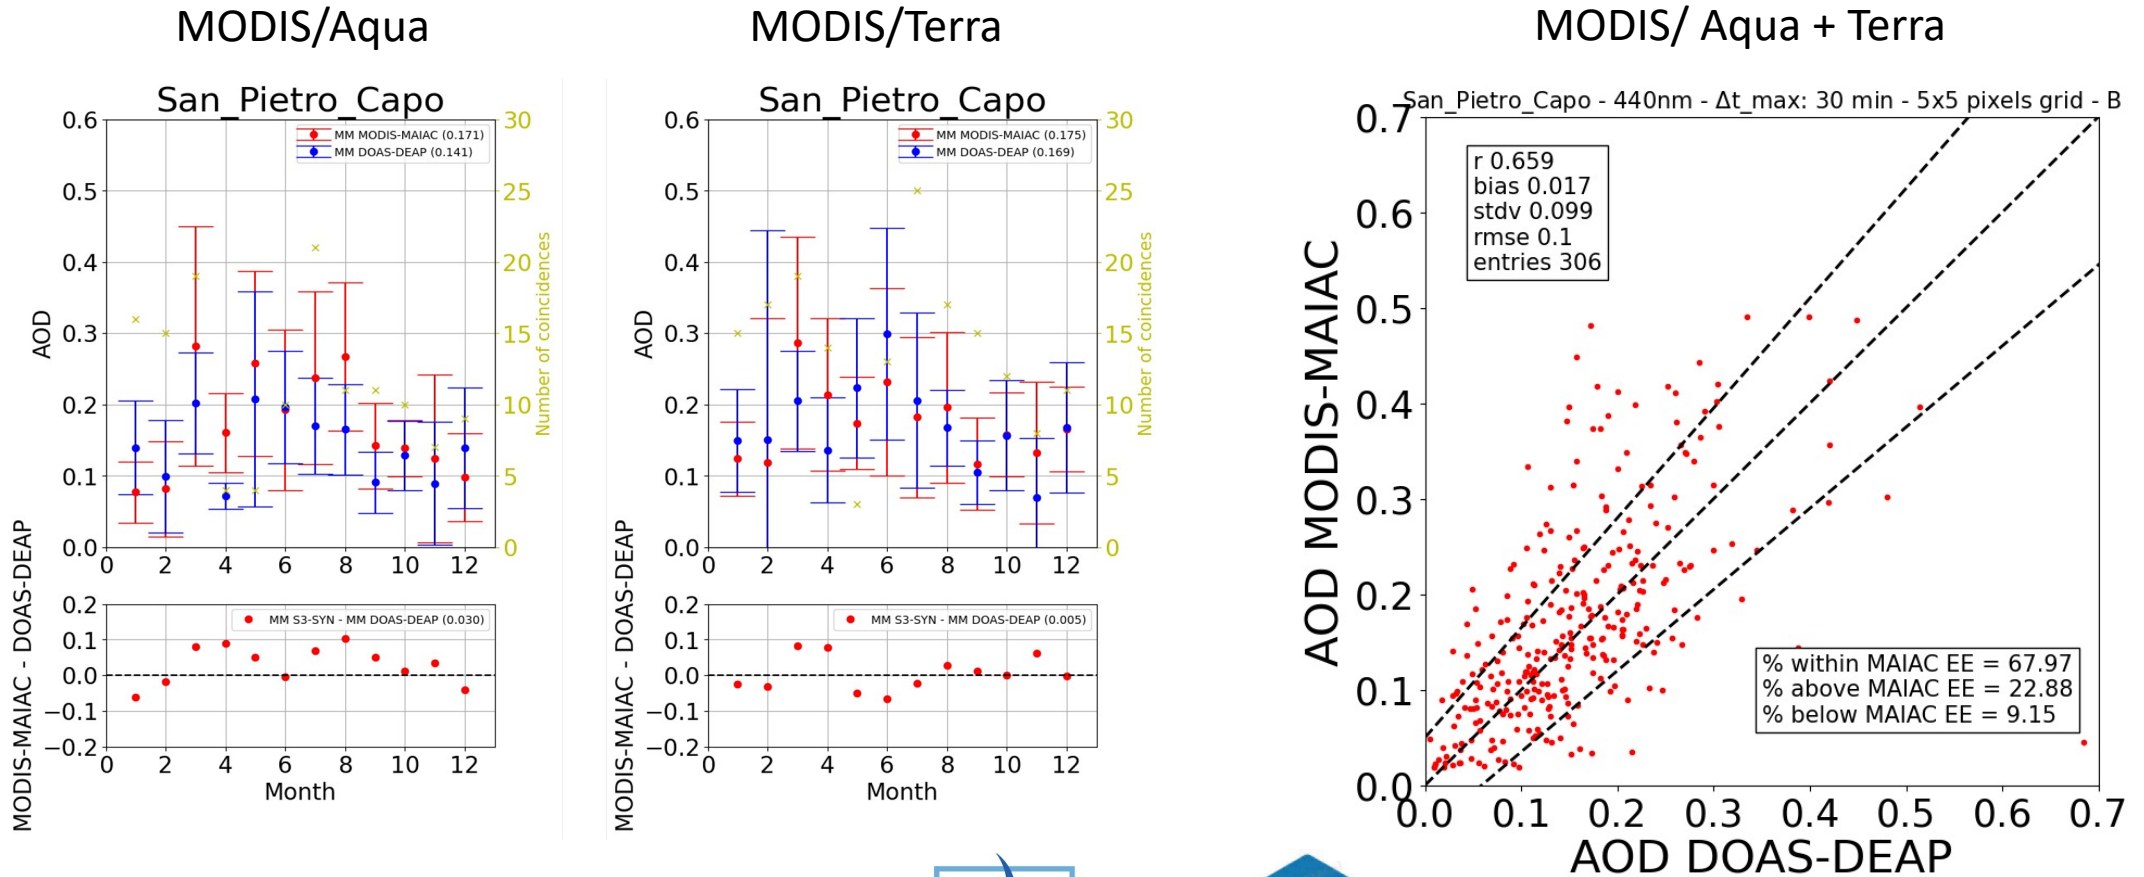 MODIS/Aqua
San_Pietro_Capo
MM MODIS-MAIAC (0.171)
MM DOAS-DEAP (0.141)
AOD
0.6
0.5
0.4
0.3
0.2
0.1
0.0
30
25
20
15
10
5
0
Number of coincidences
0 2 4 6 8 10 12
MODIS-MAIAC - DOAS-DEAP
MM S3-SYN - MM DOAS-DEAP (0.030)
0.2
0.1
0.0
−0.1
−0.2
0 2 4 6 8 10 12
Month
MODIS/Terra
San_Pietro_Capo
MM MODIS-MAIAC (0.175)
MM DOAS-DEAP (0.169)
AOD
0.6
0.5
0.4
0.3
0.2
0.1
0.0
30
25
20
15
10
5
0
Number of coincidences
0 2 4 6 8 10 12
MODIS-MAIAC - DOAS-DEAP
MM S3-SYN - MM DOAS-DEAP (0.005)
0.2
0.1
0.0
−0.1
−0.2
0 2 4 6 8 10 12
Month
MODIS/ Aqua + Terra
San_Pietro_Capo - 440nm - Δt_max: 30 min - 5x5 pixels grid - B
r 0.659
bias 0.017
stdv 0.099
rmse 0.1
entries 306
AOD MODIS-MAIAC
0.7
0.6
0.5
0.4
0.3
0.2
0.1
0.0
% within MAIAC EE = 67.97
% above MAIAC EE = 22.88
% below MAIAC EE = 9.15
0.0 0.1 0.2 0.3 0.4 0.5 0.6 0.7
AOD DOAS-DEAP